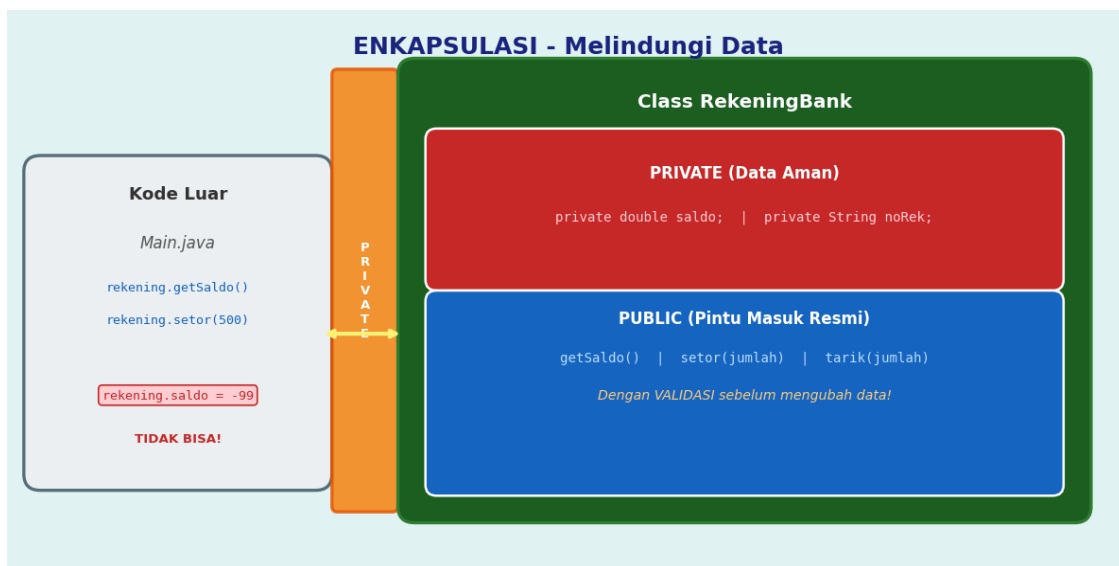 ENKAPSULASI - Melindungi Data
Kode Luar
Main.java
rekening.getSaldo()
rekening.setor(500)
rekening.saldo = -99
TIDAK BISA!
P
R
I
V
A
T
E
Class RekeningBank
PRIVATE (Data Aman)
private double saldo;  |  private String noRek;
PUBLIC (Pintu Masuk Resmi)
getSaldo()  |  setor(jumlah)  |  tarik(jumlah)
Dengan VALIDASI sebelum mengubah data!